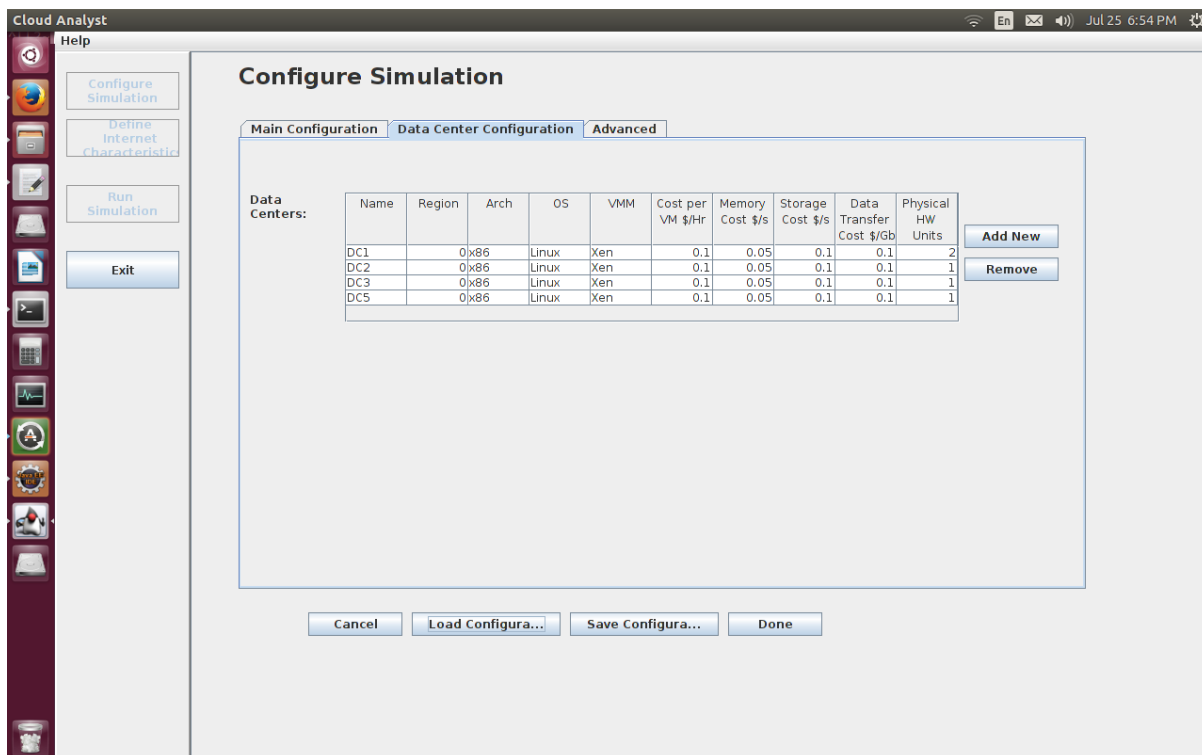 Cloud Analyst
En
Jul 25 6:54 PM
Help
Configure
Simulation
Define
Internet
Characteristics
Run
Simulation
Exit
Configure Simulation
Main Configuration Data Center Configuration Advanced
Data
Centers:
Name Region Arch OS VMM Cost per Memory Storage Data Physical
VM $/Hr Cost $/s Cost $/s Transfer HW
Cost $/Gb Units
DC1 0 x86 Linux Xen 0.1 0.05 0.1 0.1 2
DC2 0 x86 Linux Xen 0.1 0.05 0.1 0.1 1
DC3 0 x86 Linux Xen 0.1 0.05 0.1 0.1 1
DC5 0 x86 Linux Xen 0.1 0.05 0.1 0.1 1
Add New
Remove
Cancel Load Configura... Save Configura... Done